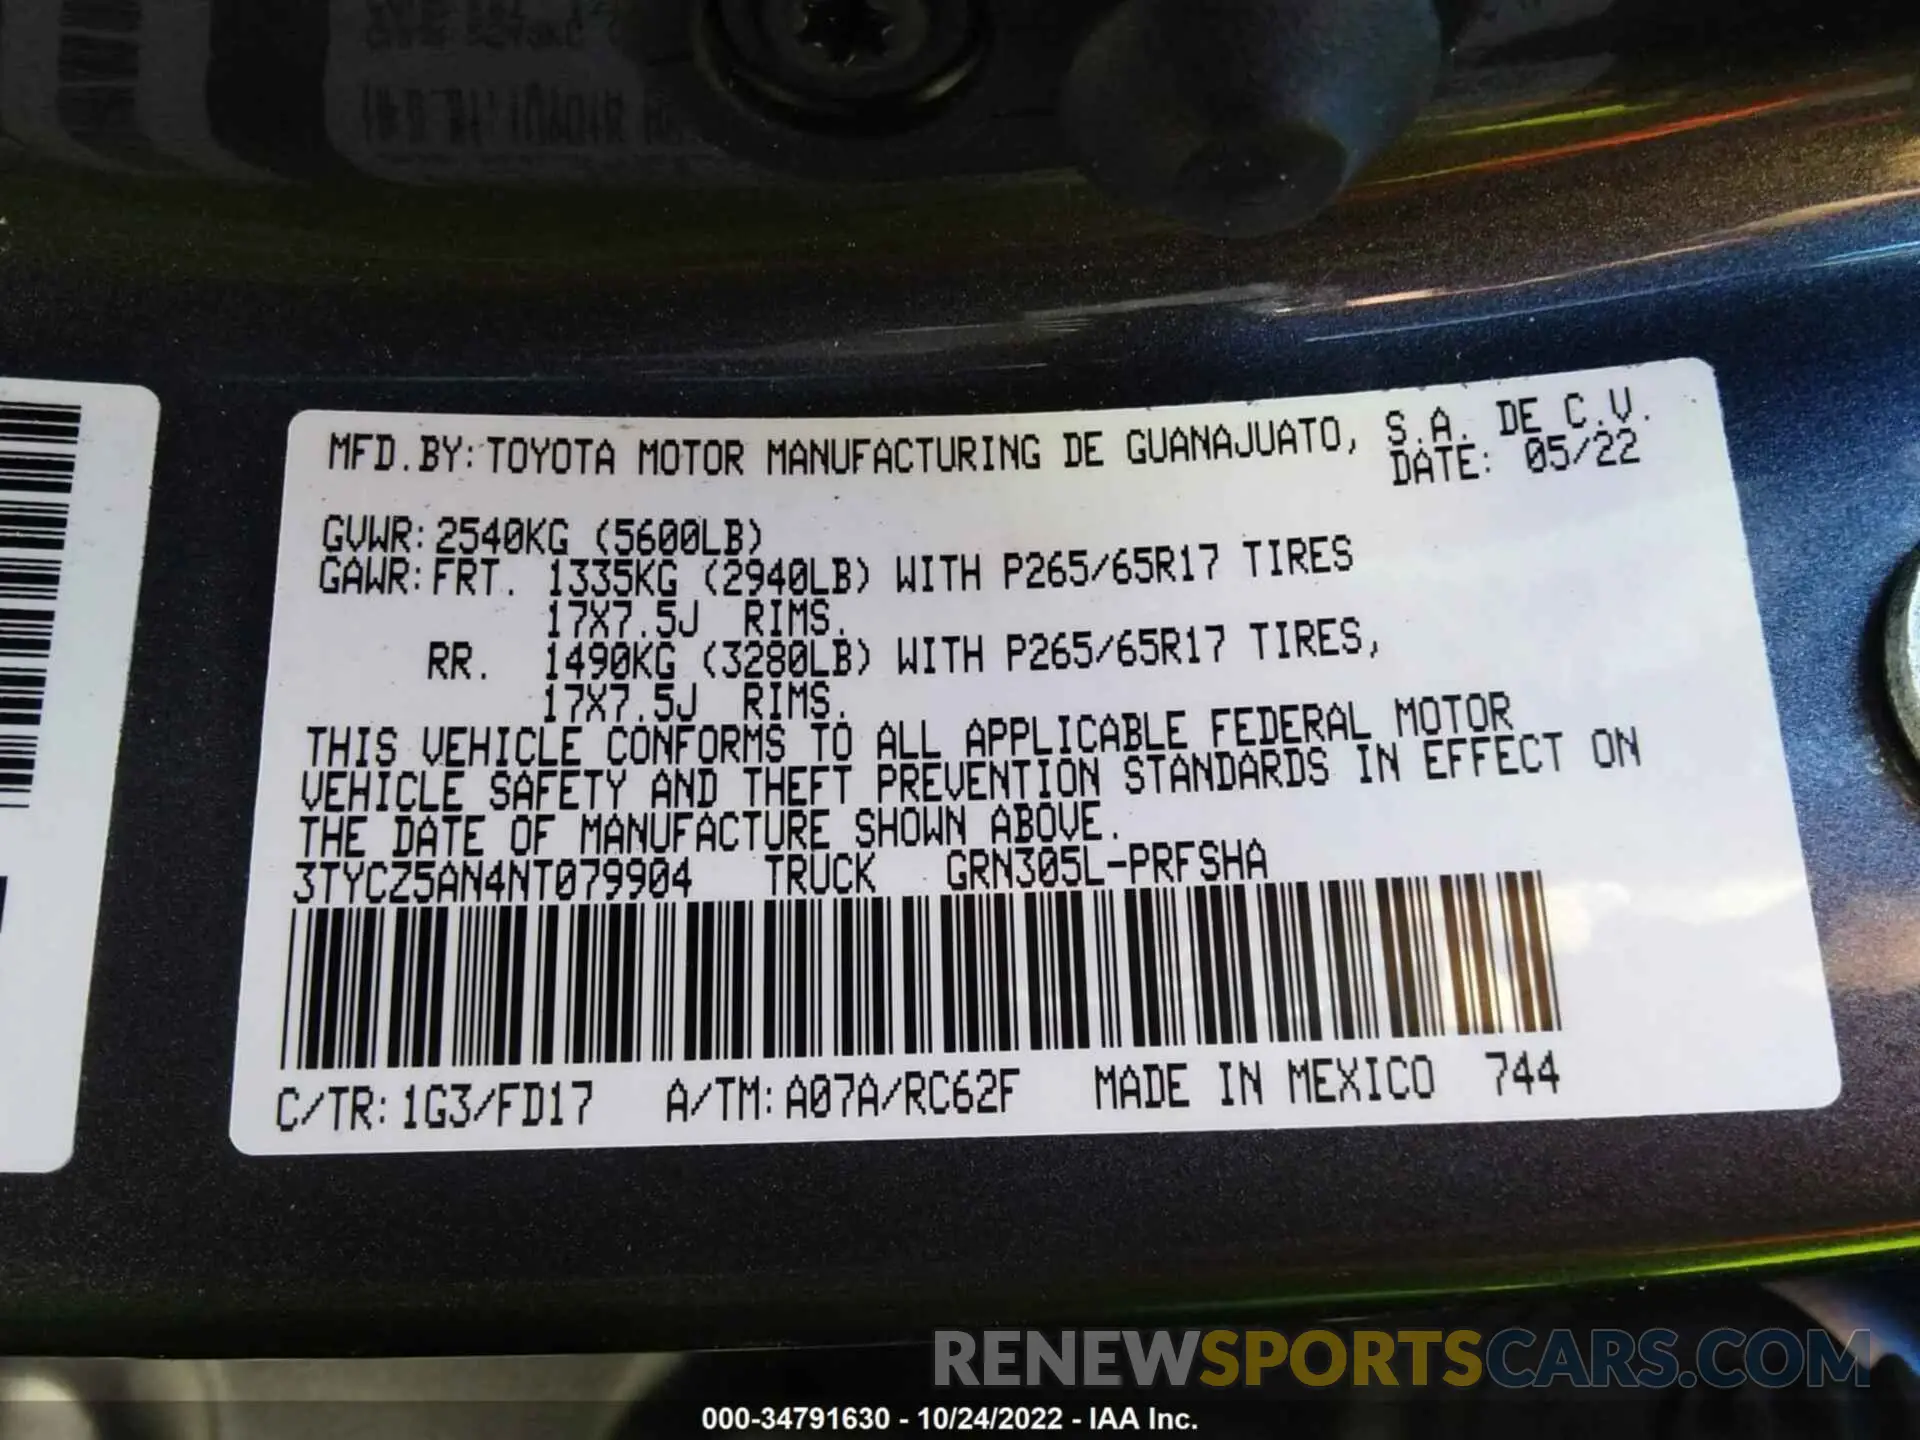 MFD.BY:TOYOTA MOTOR MANUFACTURING DE GUANAJUATO, S.A. DE C.V.
DATE: 05/22
GVWR:2540KG (5600LB)
GAWR:FRT. 1335KG (2940LB) WITH P265/65R17 TIRES
17X7.5J RIMS.
RR. 1490KG (3280LB) WITH P265/65R17 TIRES,
17X7.5J RIMS.
THIS VEHICLE CONFORMS TO ALL APPLICABLE FEDERAL MOTOR
VEHICLE SAFETY AND THEFT PREVENTION STANDARDS IN EFFECT ON
THE DATE OF MANUFACTURE SHOWN ABOVE.
3TYCZ5AN4NT079904 TRUCK GRN305L-PRFSHA
C/TR:1G3/FD17 A/TM:A07A/RC62F MADE IN MEXICO 744
RENEWSPORTSCARS.COM
000-34791630 - 10/24/2022 - IAA Inc.